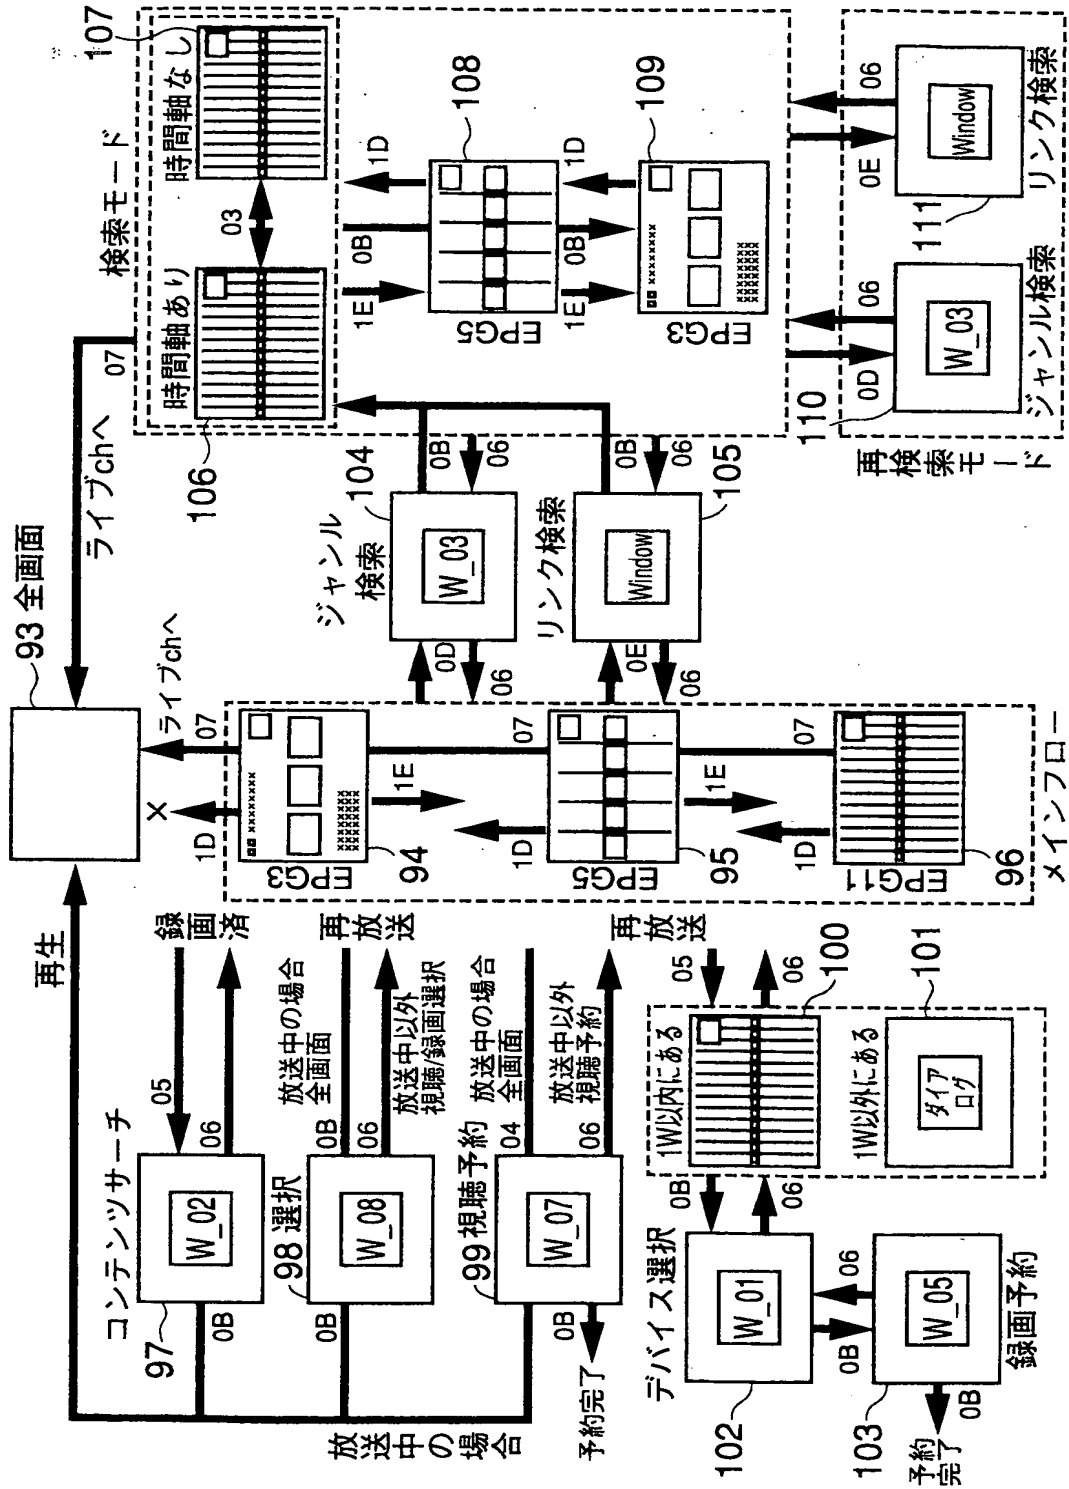 93 全画面
ライブchへ
07
ライブchへ
07
×
1D
再生
検索モード
107
時間軸なし
03
時間軸あり
106
1E
0B
1D
108
EPG5
1E
0B
1D
109
EPG3
0E
06
Window
111
リンク検索
0D
06
W_03
110
ジャンル検索
再検索モード
104
ジャンル
検索
W_03
0B
06
0D
06
105
リンク検索
Window
0B
06
0E
06
EPG3
94
1E
07
1D
EPG5
95
1E
07
1D
EPG11
96
メインフロー
コンテンツサーチ
97
W_02
05
06
0B
録画済
98 選択
W_08
0B
06
0B
放送中の場合
全画面
放送中以外
視聴/録画選択
再放送
99 視聴予約
W_07
04
06
0B
放送中の場合
全画面
放送中以外
視聴予約
再放送
予約完了
放送中の場合
05
06
100
1W以内にある
101
1W以外にある
ダイア
ログ
0B
06
デバイス選択
102
W_01
0B
06
103
W_05
録画予約
0B
予約
完了